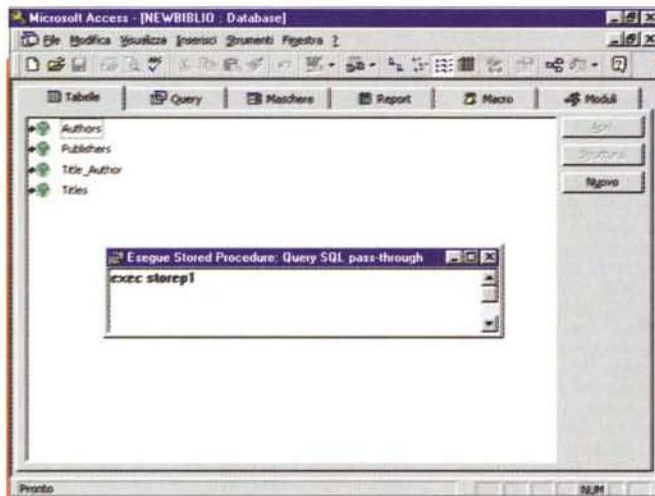 Microsoft Access - [NEWBIBLIO : Database]
File Modifica Visualizza Inserisci Strumenti Finestra ?
Tabelle Query Maschere Report Macro Moduli
Authors
Publishers
Title_Author
Titles
Apri
Struttura
Nuovo
Esegue Stored Procedure: Query SQL pass-through
exec storep1
Pronto
NUM